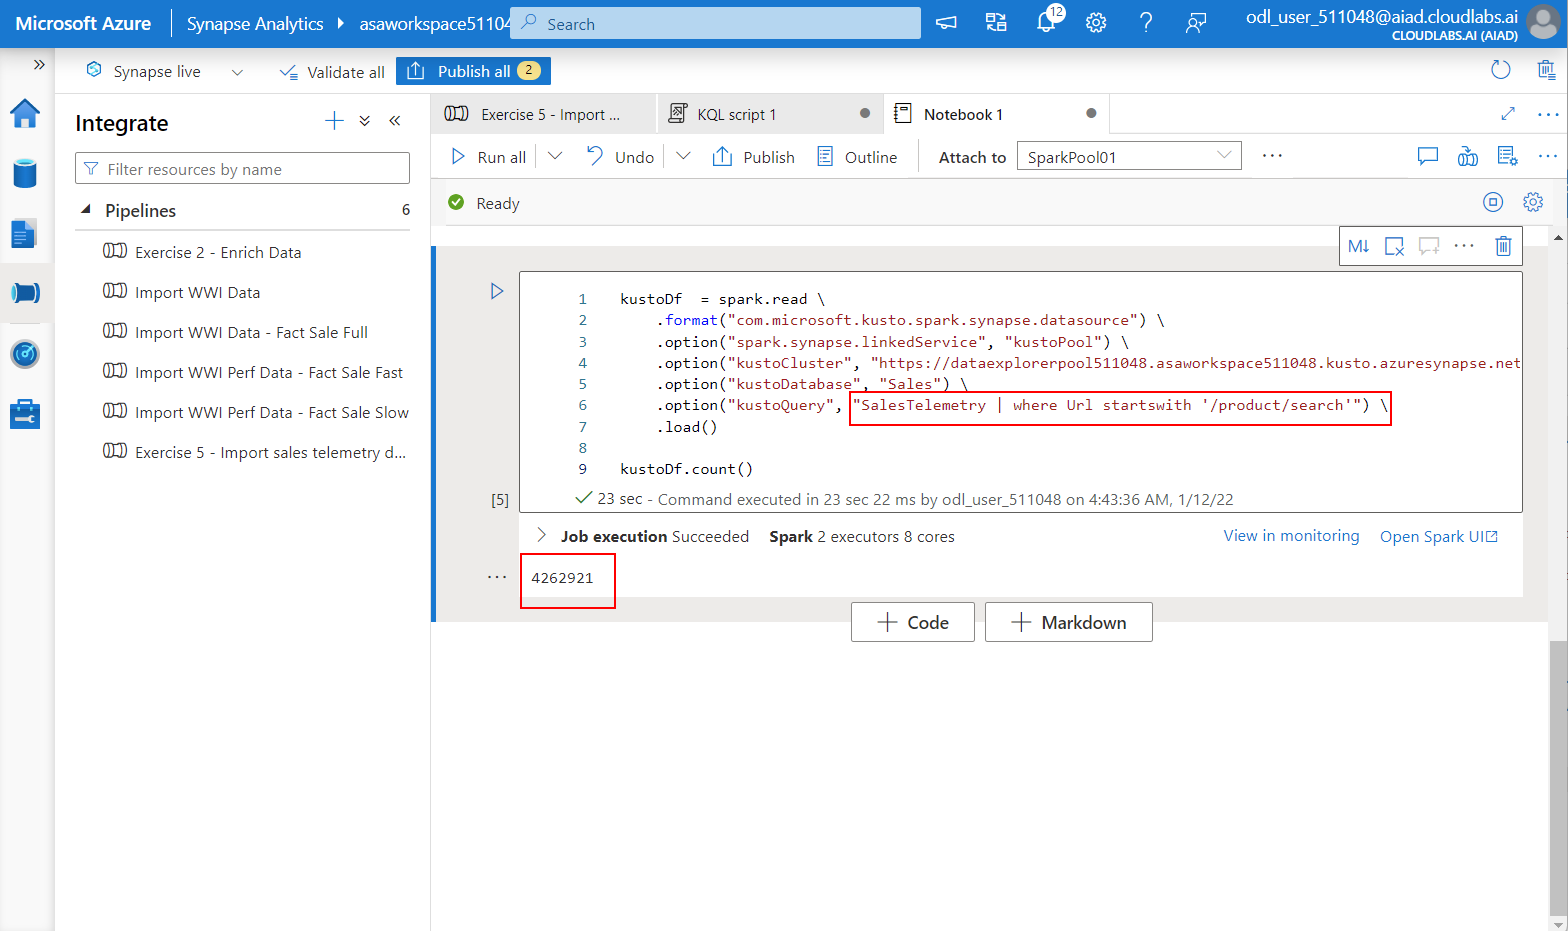 Microsoft Azure
Synapse Analytics
asaworkspace51104
Search
12
odl_user_511048@aiad.cloudlabs.ai
CLOUDLABS.AI (AIAD)
Synapse live
Validate all
Publish all 2
Integrate
Filter resources by name
Pipelines 6
Exercise 2 - Enrich Data
Import WWI Data
Import WWI Data - Fact Sale Full
Import WWI Perf Data - Fact Sale Fast
Import WWI Perf Data - Fact Sale Slow
Exercise 5 - Import sales telemetry d...
Exercise 5 - Import ...
KQL script 1
Notebook 1
Run all
Undo
Publish
Outline
Attach to
SparkPool01
Ready
M↓
1 kustoDf  = spark.read \
2 .format("com.microsoft.kusto.spark.synapse.datasource") \
3 .option("spark.synapse.linkedService", "kustoPool") \
4 .option("kustoCluster", "https://dataexplorerpool511048.asaworkspace511048.kusto.azuresynapse.net
5 .option("kustoDatabase", "Sales") \
6 .option("kustoQuery", "SalesTelemetry | where Url startswith '/product/search'") \
7 .load()
8
9 kustoDf.count()
[5]
23 sec - Command executed in 23 sec 22 ms by odl_user_511048 on 4:43:36 AM, 1/12/22
Job execution Succeeded Spark 2 executors 8 cores
View in monitoring
Open Spark UI
4262921
Code
Markdown